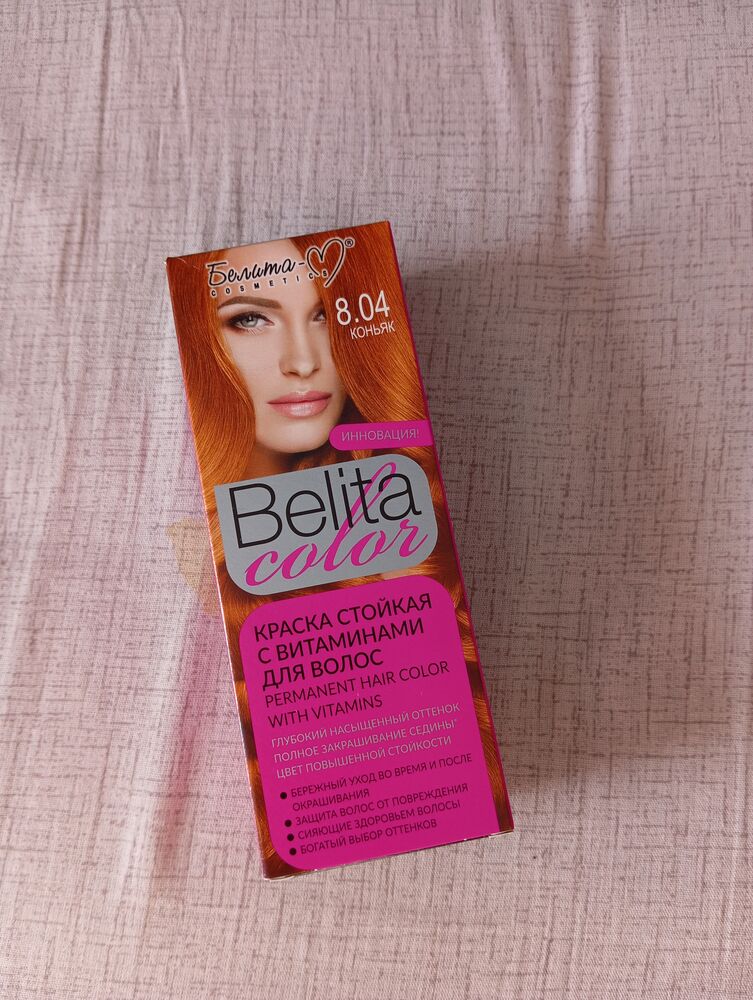 Белита-М®
COSMETICS
8.04
КОНЬЯК
ИННОВАЦИЯ!
Belita
color
КРАСКА СТОЙКАЯ
С ВИТАМИНАМИ
ДЛЯ ВОЛОС
PERMANENT HAIR COLOR
WITH VITAMINS
ГЛУБОКИЙ НАСЫЩЕННЫЙ ОТТЕНОК
ПОЛНОЕ ЗАКРАШИВАНИЕ СЕДИНЫ*
ЦВЕТ ПОВЫШЕННОЙ СТОЙКОСТИ
• БЕРЕЖНЫЙ УХОД ВО ВРЕМЯ И ПОСЛЕ
ОКРАШИВАНИЯ
• ЗАЩИТА ВОЛОС ОТ ПОВРЕЖДЕНИЯ
• СИЯЮЩИЕ ЗДОРОВЬЕМ ВОЛОСЫ
• БОГАТЫЙ ВЫБОР ОТТЕНКОВ